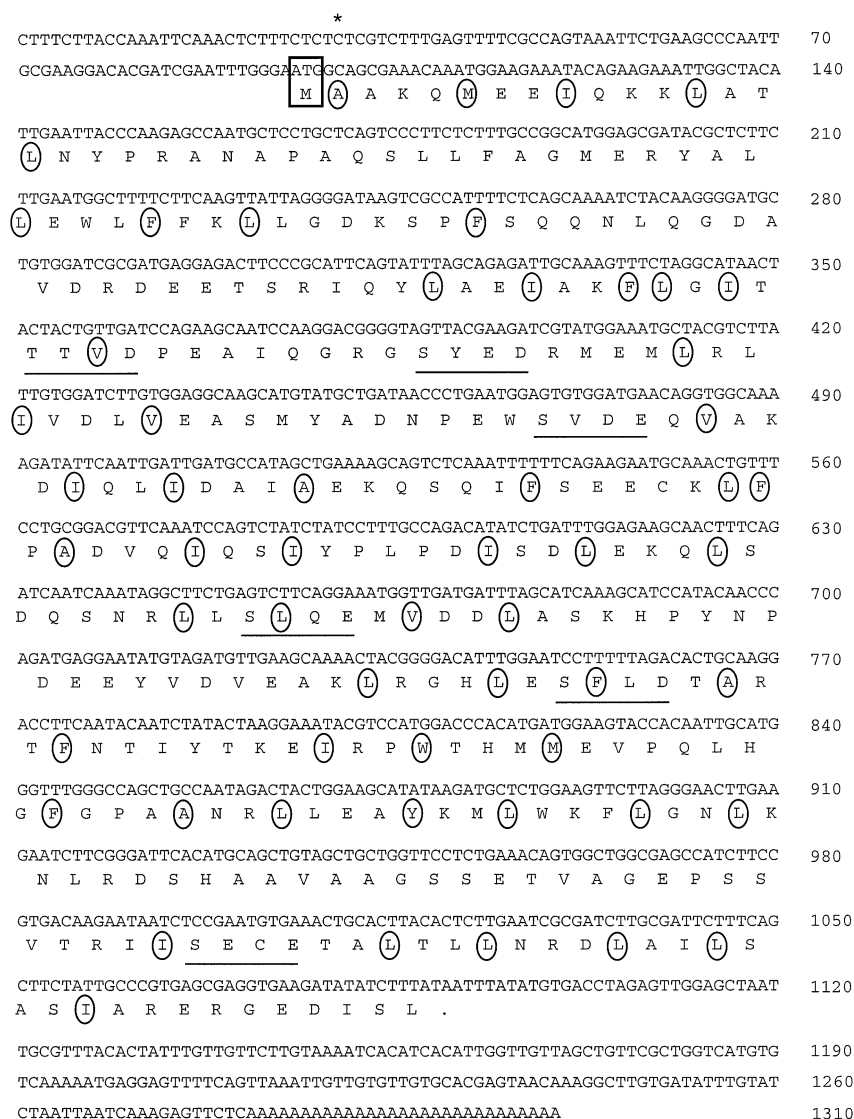 *
CTTTCTTACCAAATTCAAACTCTTTCTCTCTCGTCTTTGAGTTTTCGCCAGTAAATTCTGAAGCCCAATT 70
GCGAAGGACACGATCGAATTTGGGAATGGCAGCGAAACAAATGGAAGAAATACAGAAGAAATTGGCTACA 140
M A A K Q M E E I Q K K L A T
TTGAATTACCCAAGAGCCAATGCTCCTGCTCAGTCCCTTCTCTTTGCCGGCATGGAGCGATACGCTCTTC 210
L N Y P R A N A P A Q S L L F A G M E R Y A L
TTGAATGGCTTTTCTTCAAGTTATTAGGGGATAAGTCGCCATTTTCTCAGCAAAATCTACAAGGGGATGC 280
L E W L F F K L L G D K S P F S Q Q N L Q G D A
TGTGGATCGCGATGAGGAGACTTCCCGCATTCAGTATTTAGCAGAGATTGCAAAGTTTCTAGGCATAACT 350
V D R D E E T S R I Q Y L A E I A K F L G I T
ACTACTGTTGATCCAGAAGCAATCCAAGGACGGGGTAGTTACGAAGATCGTATGGAAATGCTACGTCTTA 420
T T V D P E A I Q G R G S Y E D R M E M L R L
TTGTGGATCTTGTGGAGGCAAGCATGTATGCTGATAACCCTGAATGGAGTGTGGATGAACAGGTGGCAAA 490
I V D L V E A S M Y A D N P E W S V D E Q V A K
AGATATTCAATTGATTGATGCCATAGCTGAAAAGCAGTCTCAAATTTTTTCAGAAGAATGCAAACTGTTT 560
D I Q L I D A I A E K Q S Q I F S E E C K L F
CCTGCGGACGTTCAAATCCAGTCTATCTATCCTTTGCCAGACATATCTGATTTGGAGAAGCAACTTTCAG 630
P A D V Q I Q S I Y P L P D I S D L E K Q L S
ATCAATCAAATAGGCTTCTGAGTCTTCAGGAAATGGTTGATGATTTAGCATCAAAGCATCCATACAACCC 700
D Q S N R L L S L Q E M V D D L A S K H P Y N P
AGATGAGGAATATGTAGATGTTGAAGCAAAACTACGGGGACATTTGGAATCCTTTTTAGACACTGCAAGG 770
D E E Y V D V E A K L R G H L E S F L D T A R
ACCTTCAATACAATCTATACTAAGGAAATACGTCCATGGACCCACATGATGGAAGTACCACAATTGCATG 840
T F N T I Y T K E I R P W T H M M E V P Q L H
GGTTTGGGCCAGCTGCCAATAGACTACTGGAAGCATATAAGATGCTCTGGAAGTTCTTAGGGAACTTGAA 910
G F G P A A N R L L E A Y K M L W K F L G N L K
GAATCTTCGGGATTCACATGCAGCTGTAGCTGCTGGTTCCTCTGAAACAGTGGCTGGCGAGCCATCTTCC 980
N L R D S H A A V A A G S S E T V A G E P S S
GTGACAAGAATAATCTCCGAATGTGAAACTGCACTTACACTCTTGAATCGCGATCTTGCGATTCTTTCAG 1050
V T R I I S E C E T A L T L L N R D L A I L S
CTTCTATTGCCCGTGAGCGAGGTGAAGATATATCTTTATAATTTATATGTGACCTAGAGTTGGAGCTAAT 1120
A S I A R E R G E D I S L .
TGCGTTTACACTATTTGTTGTTCTTGTAAAATCACATCACATTGGTTGTTAGCTGTTCGCTGGTCATGTG 1190
TCAAAAATGAGGAGTTTTCAGTTAAATTGTTGTGTTGTGCACGAGTAACAAAGGCTTGTGATATTTGTAT 1260
CTAATTAATCAAAGAGTTCTCAAAAAAAAAAAAAAAAAAAAAAAAAAAAA 1310